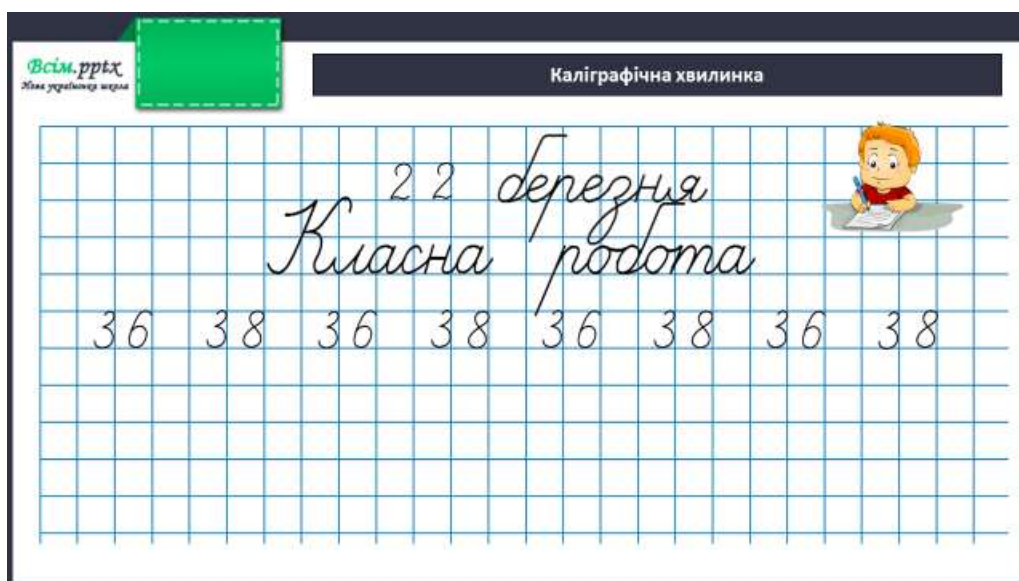 Всім.pptx
Нова українська школа
Каліграфічна хвилинка
22 березня
Класна робота
36 38 36 38 36 38 36 38